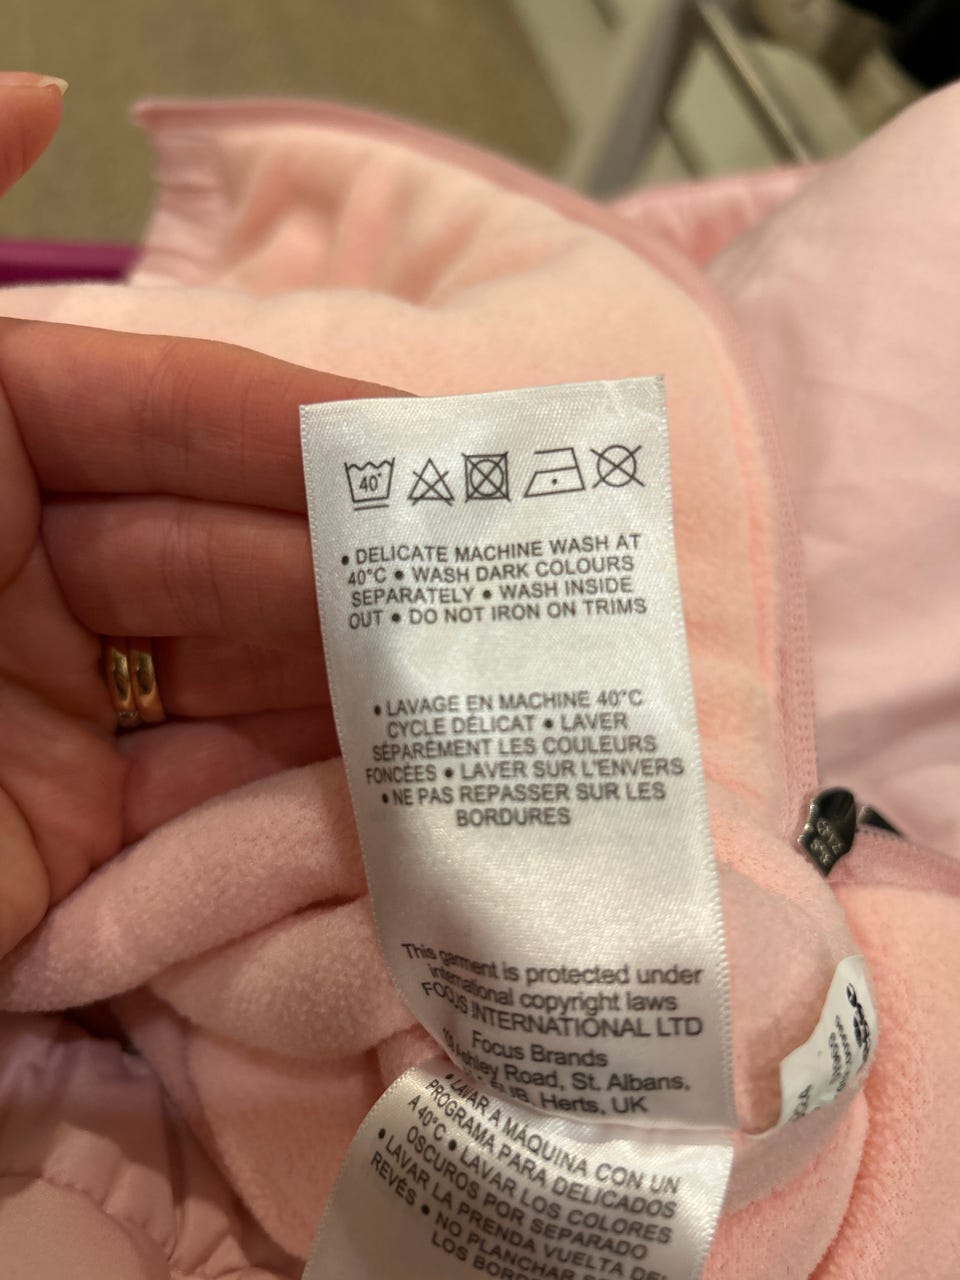 40°
• DELICATE MACHINE WASH AT
40°C • WASH DARK COLOURS
SEPARATELY • WASH INSIDE
OUT • DO NOT IRON ON TRIMS
• LAVAGE EN MACHINE 40°C
CYCLE DÉLICAT • LAVER
SÉPARÉMENT LES COULEURS
FONCÉES • LAVER SUR L'ENVERS
• NE PAS REPASSER SUR LES
BORDURES
This garment is protected under
international copyright laws
FOCUS INTERNATIONAL LTD
Focus Brands
Ashley Road, St. Albans,
Herts, UK
• LAVAR A MÁQUINA CON UN
PROGRAMA PARA DELICADOS
A 40°C • LAVAR LOS COLORES
OSCUROS POR SEPARADO
• LAVAR LA PRENDA VUELTA DEL
REVÉS • NO PLANCHAR
LOS